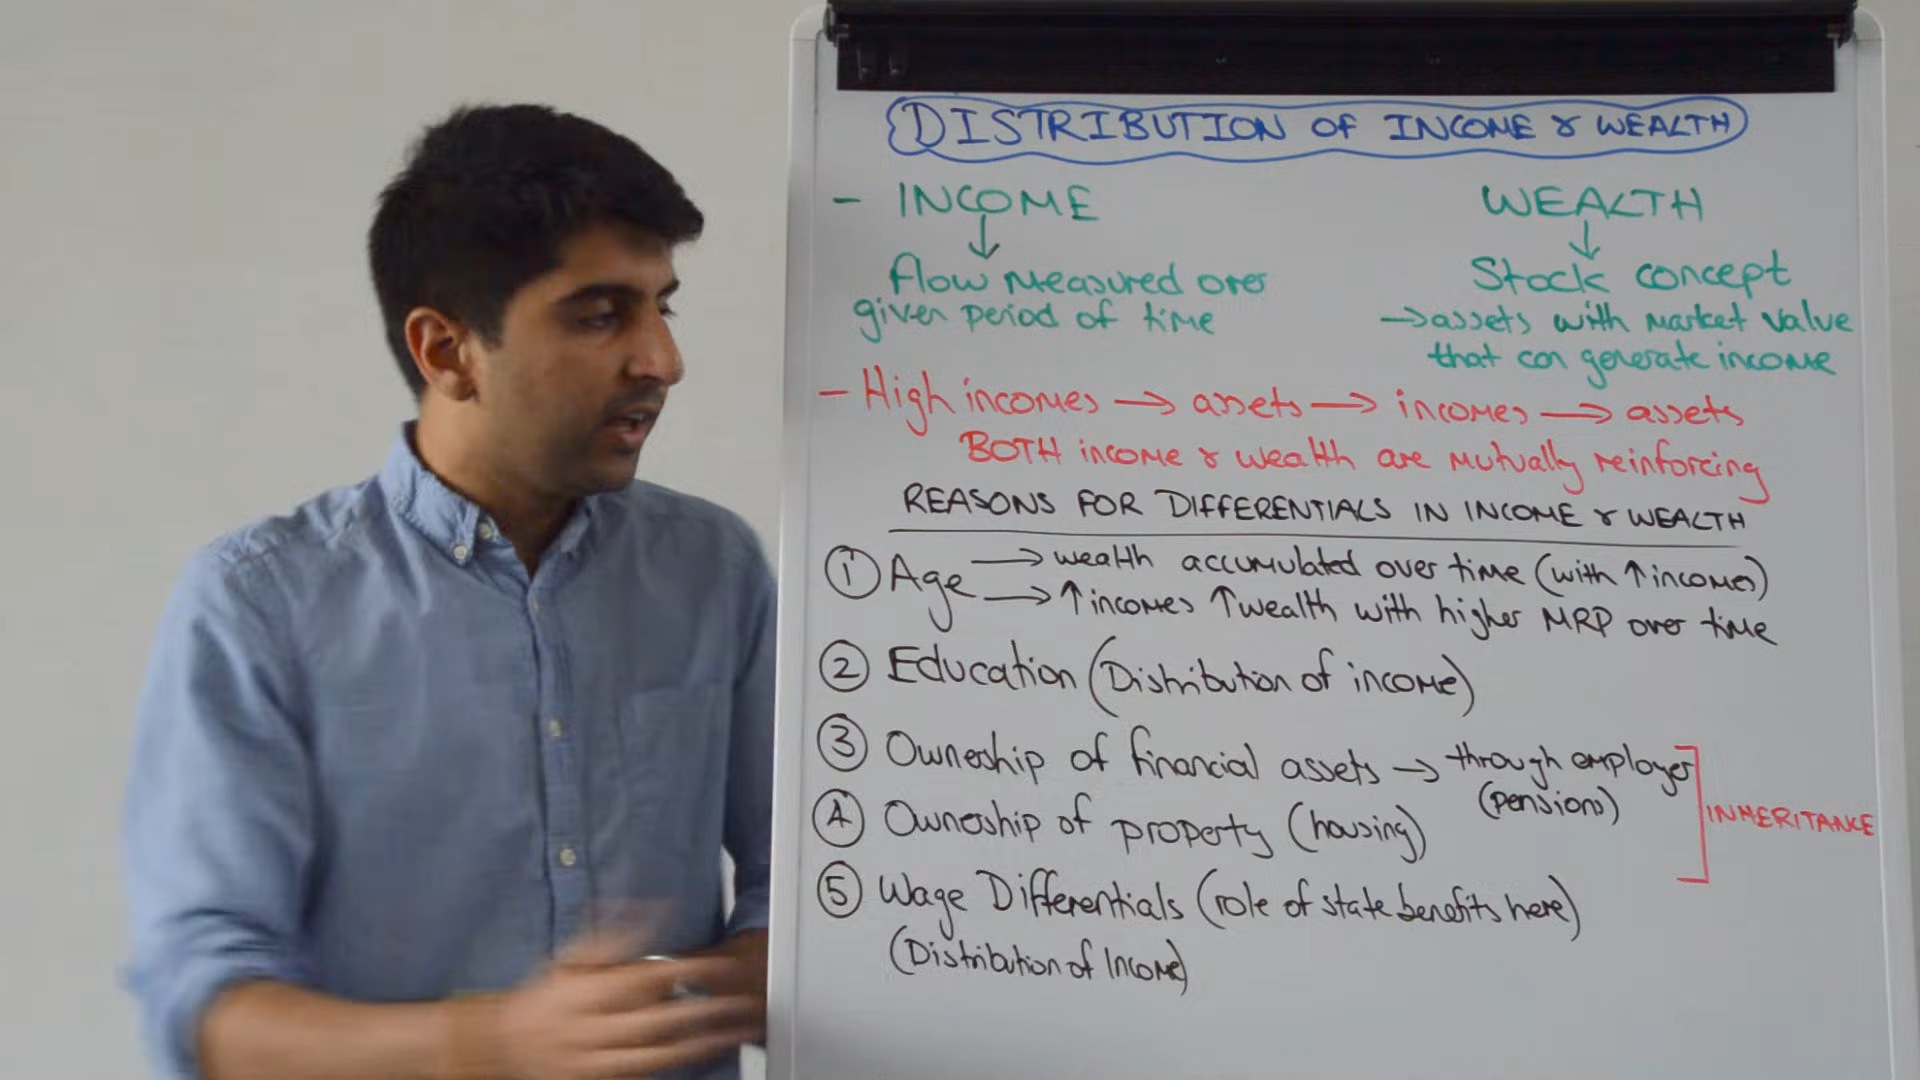 DISTRIBUTION OF INCOME & WEALTH
- INCOME WEALTH
↓ ↓
flow measured over Stock concept
given period of time → assets with market value
that can generate income
- High incomes → assets → incomes → assets
BOTH income & wealth are mutually reinforcing
REASONS FOR DIFFERENTIALS IN INCOME & WEALTH
① Age → wealth accumulated over time (with ↑ incomes)
→ ↑ incomes ↑ wealth with higher MRP over time
② Education (Distribution of income)
③ Ownership of financial assets → through employer
(pensions)
④ Ownership of property (housing)
INHERITANCE
⑤ Wage Differentials (role of state benefits here)
(Distribution of Income)